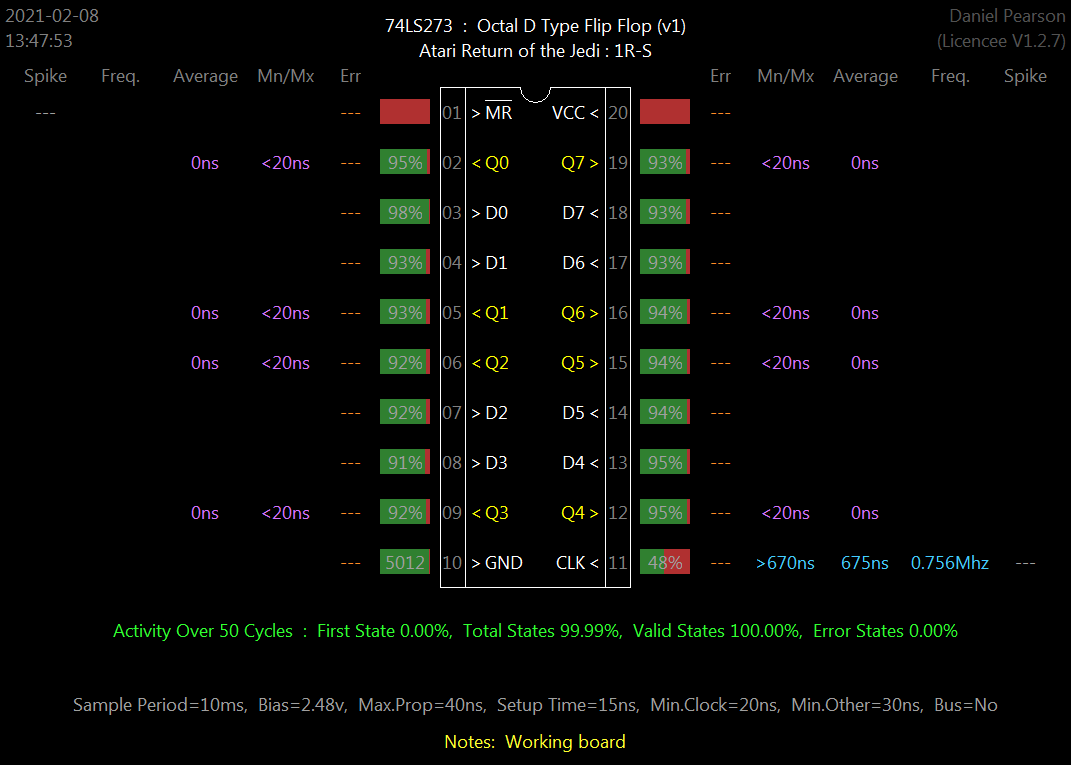 2021-02-08 74LS273 : Octal D Type Flip Flop (v1) Daniel Pearson
13:47:53 Atari Return of the Jedi : 1R-S (Licencee V1.2.7)
Spike Freq. Average Mn/Mx Err Err Mn/Mx Average Freq. Spike
--- --- 01 > MR VCC < 20 ---
0ns <20ns --- 95% 02 < Q0 Q7 > 19 93% --- <20ns 0ns
--- 98% 03 > D0 D7 < 18 93% ---
--- 93% 04 > D1 D6 < 17 93% ---
0ns <20ns --- 93% 05 < Q1 Q6 > 16 94% --- <20ns 0ns
0ns <20ns --- 92% 06 < Q2 Q5 > 15 94% --- <20ns 0ns
--- 92% 07 > D2 D5 < 14 94% ---
--- 91% 08 > D3 D4 < 13 95% ---
0ns <20ns --- 92% 09 < Q3 Q4 > 12 95% --- <20ns 0ns
--- 5012 10 > GND CLK < 11 48% --- >670ns 675ns 0.756Mhz ---
Activity Over 50 Cycles : First State 0.00%, Total States 99.99%, Valid States 100.00%, Error States 0.00%
Sample Period=10ms, Bias=2.48v, Max.Prop=40ns, Setup Time=15ns, Min.Clock=20ns, Min.Other=30ns, Bus=No
Notes: Working board